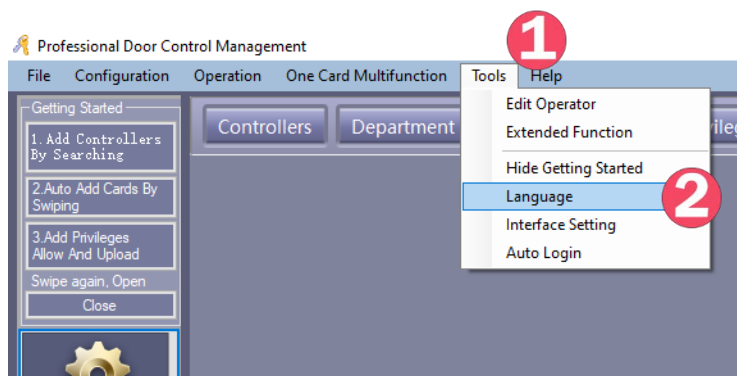 Professional Door Control Management
1
File Configuration Operation One Card Multifunction Tools Help
Getting Started
1.Add Controllers
By Searching
2.Auto Add Cards By
Swiping
3.Add Privileges
Allow And Upload
Swipe again, Open
Close
Controllers Department
Edit Operator
Extended Function
Hide Getting Started
Language
2
Interface Setting
Auto Login